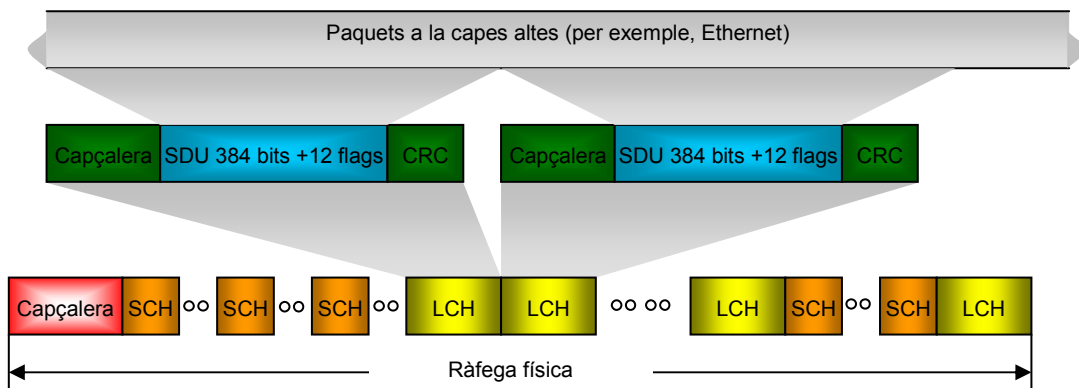 Paquets a la capes altes (per exemple, Ethernet)
Capçalera SDU 384 bits +12 flags CRC Capçalera SDU 384 bits +12 flags CRC
Capçalera SCH SCH SCH LCH LCH LCH SCH SCH LCH
Ràfega física